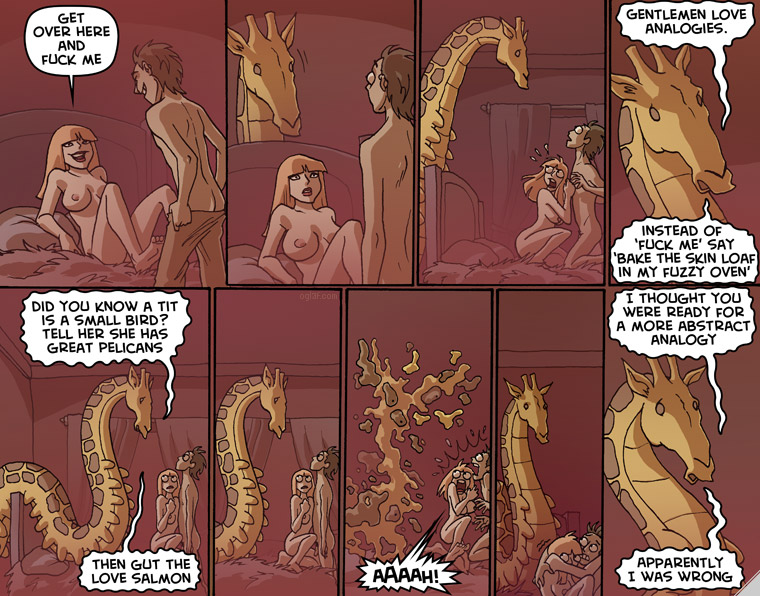 GET
OVER HERE
AND
FUCK ME
GENTLEMEN LOVE
ANALOGIES.
INSTEAD OF
'FUCK ME' SAY
'BAKE THE SKIN LOAF
IN MY FUZZY OVEN'
DID YOU KNOW A TIT
IS A SMALL BIRD?
TELL HER SHE HAS
GREAT PELICANS
THEN GUT THE
LOVE SALMON
oglaf.com
AAAAH!
I THOUGHT YOU
WERE READY FOR
A MORE ABSTRACT
ANALOGY
APPARENTLY
I WAS WRONG